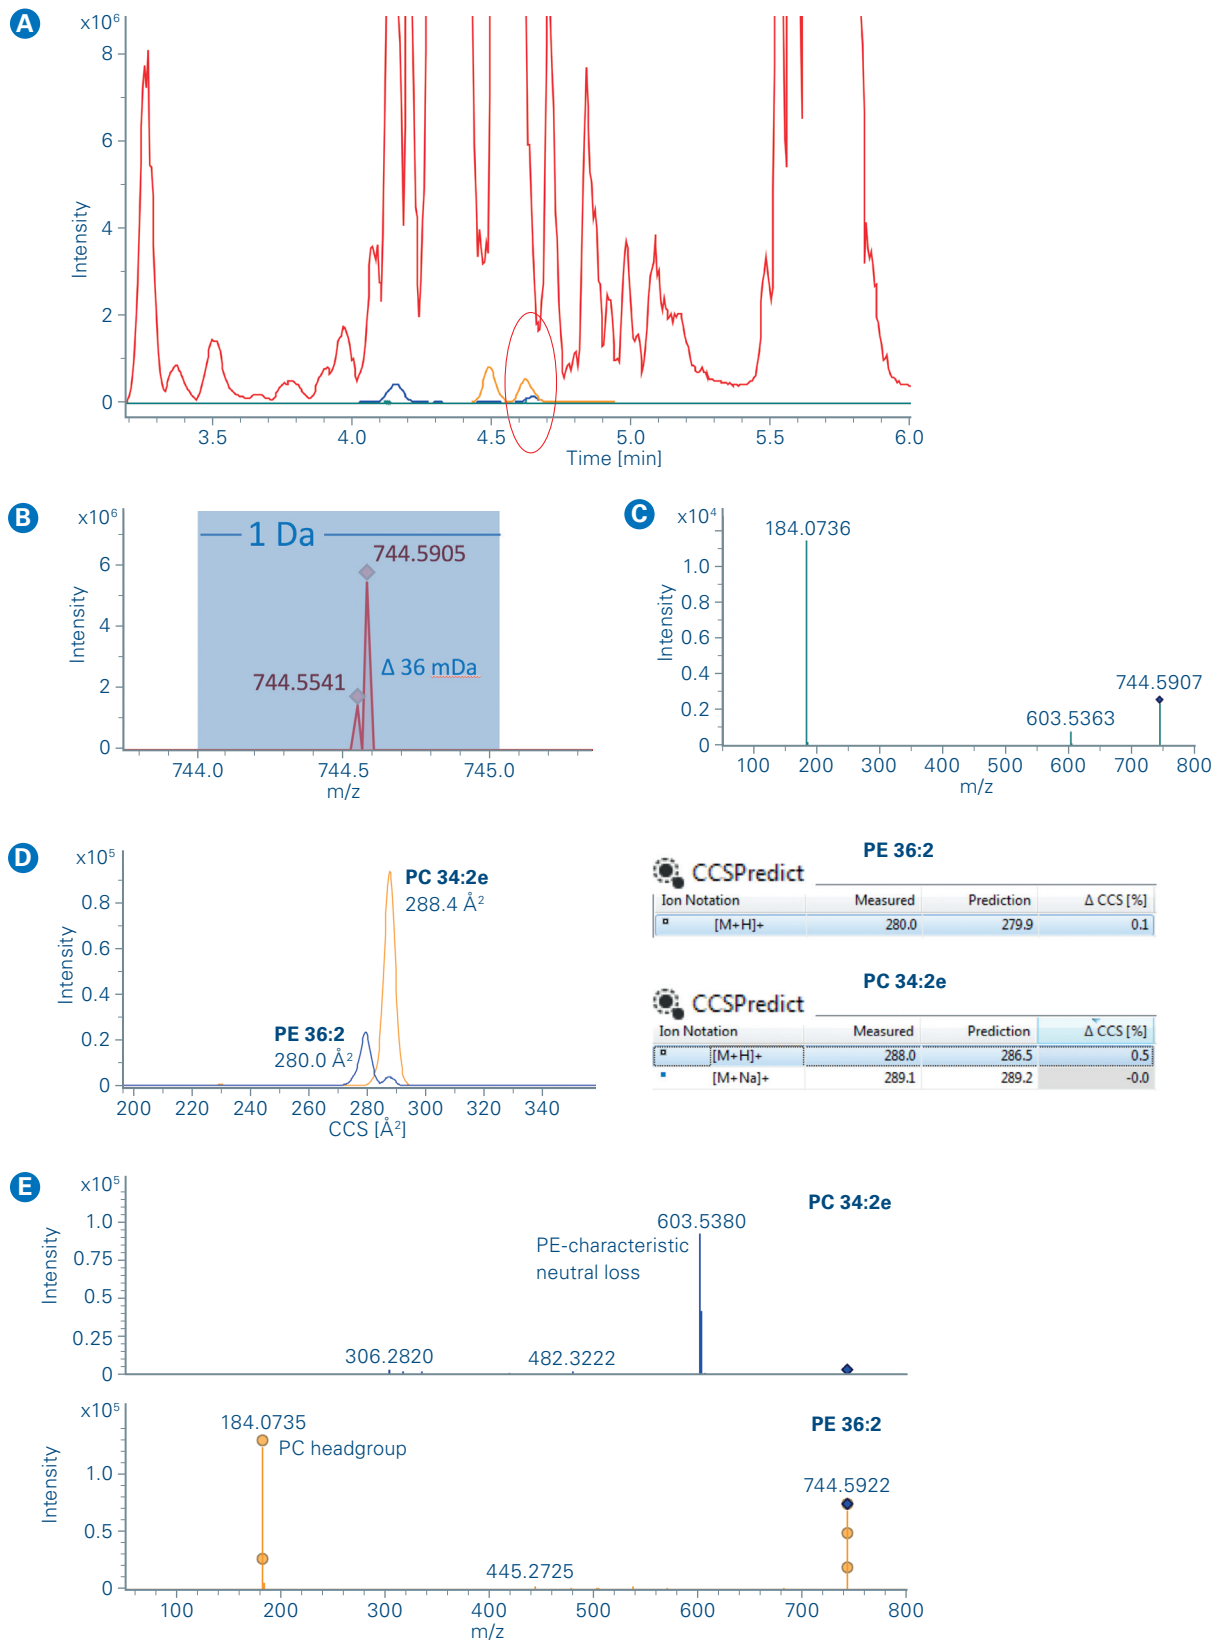 A
x10⁶
8
6
4
2
0
Intensity
3.5 4.0 4.5 5.0 5.5 6.0
Time [min]
B
x10⁶
6
4
2
0
Intensity
1 Da
744.5905
744.5541
Δ 36 mDa
744.0 744.5 745.0
m/z
C
x10⁴
1.0
0.8
0.6
0.4
0.2
0
Intensity
184.0736
603.5363
744.5907
100 200 300 400 500 600 700 800
m/z
D
x10⁵
0.8
0.6
0.4
0.2
0
Intensity
PC 34:2e
288.4 Å²
PE 36:2
280.0 Å²
200 220 240 260 280 300 320 340
CCS [Å²]
PE 36:2
CCSPredict
Ion Notation Measured Prediction Δ CCS [%]
[M+H]+ 280.0 279.9 0.1
PC 34:2e
CCSPredict
Ion Notation Measured Prediction Δ CCS [%]
[M+H]+ 288.0 286.5 0.5
[M+Na]+ 289.1 289.2 -0.0
E
x10⁵
1.0
0.75
0.5
0.25
0
Intensity
PC 34:2e
603.5380
PE-characteristic
neutral loss
306.2820
482.3222
x10⁵
1.0
0.5
0
Intensity
184.0735
PC headgroup
PE 36:2
744.5922
445.2725
100 200 300 400 500 600 700 800
m/z